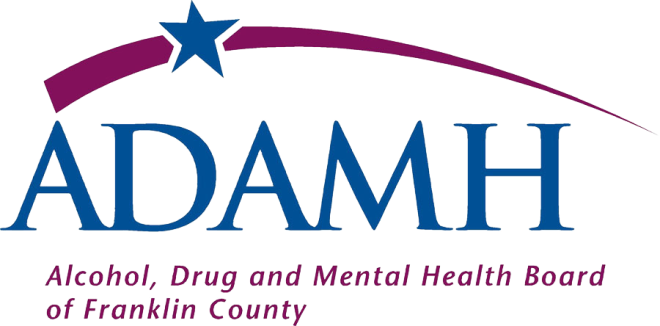 ADAMH
Alcohol, Drug and Mental Health Board
of Franklin County